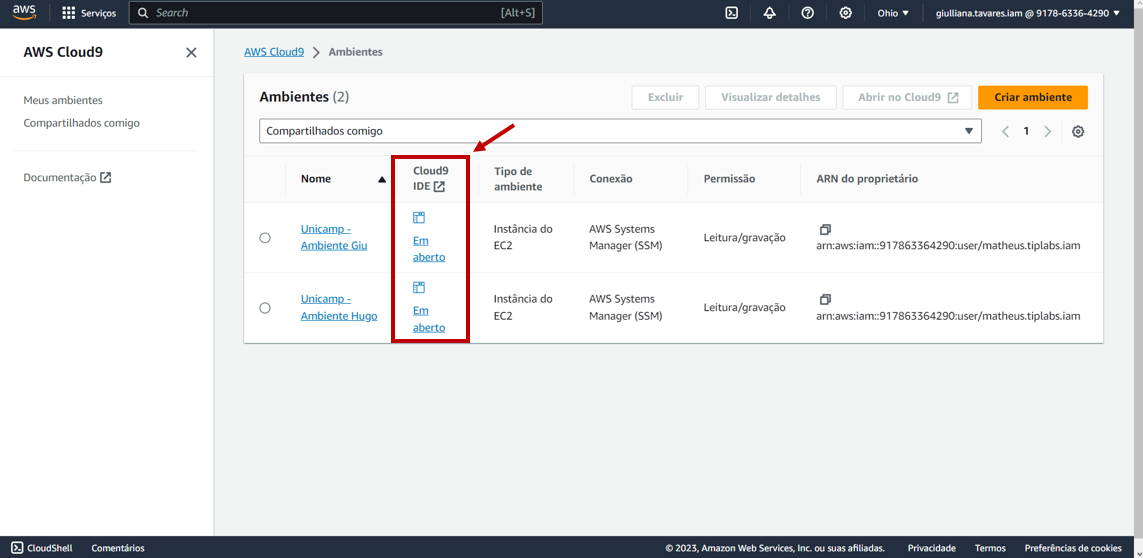 aws Serviços Search [Alt+S] Ohio giulliana.tavares.iam @ 9178-6336-4290
AWS Cloud9
Meus ambientes
Compartilhados comigo
Documentação
AWS Cloud9 Ambientes
Ambientes (2) Excluir Visualizar detalhes Abrir no Cloud9 Criar ambiente
Compartilhados comigo 1
Nome
Cloud9
IDE
Tipo de
ambiente
Conexão
Permissão
ARN do proprietário
Unicamp -
Ambiente Giu
Em
aberto
Instância do
EC2
AWS Systems
Manager (SSM)
Leitura/gravação
arn:aws:iam::917863364290:user/matheus.tiplabs.iam
Unicamp -
Ambiente Hugo
Em
aberto
Instância do
EC2
AWS Systems
Manager (SSM)
Leitura/gravação
arn:aws:iam::917863364290:user/matheus.tiplabs.iam
CloudShell Comentários © 2023, Amazon Web Services, Inc. ou suas afiliadas. Privacidade Termos Preferências de cookies